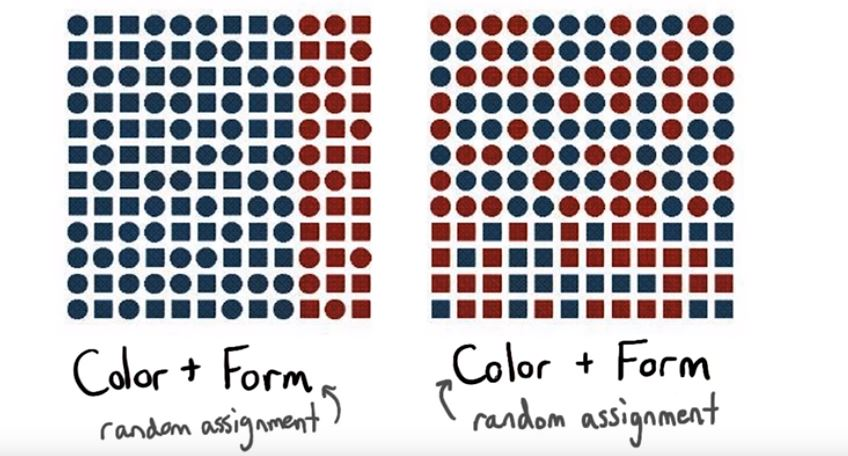 Color + Form
random assignment
Color + Form
random assignment